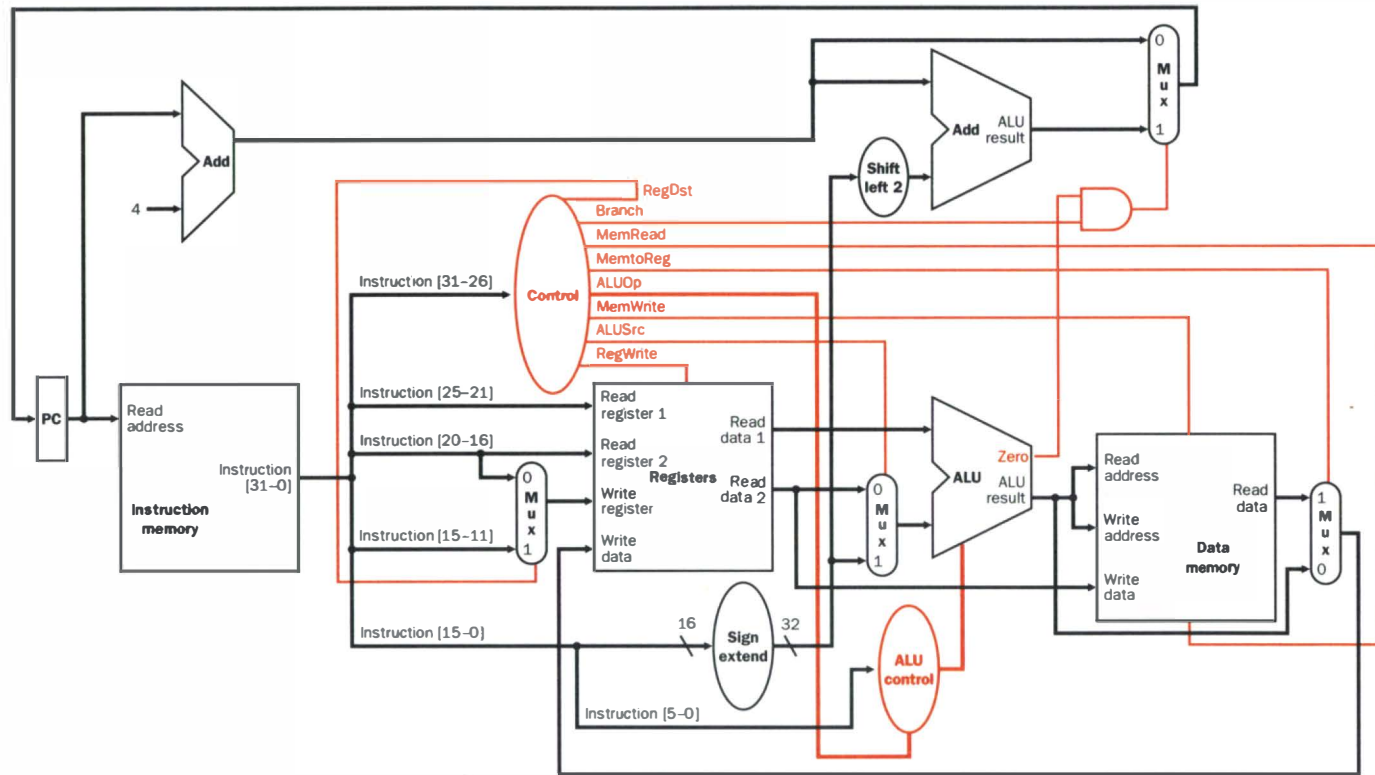 0
M
u
x
1
Add
ALU
result
Add
Shift
left 2
4
RegDst
Branch
MemRead
MemtoReg
ALUOp
MemWrite
ALUSrc
RegWrite
Control
Instruction [31–26]
Instruction [25–21]
Instruction [20–16]
Instruction [15–11]
Instruction [15–0]
Instruction [5–0]
PC
Read
address
Instruction
[31–0]
Instruction
memory
0
M
u
x
1
Read
register 1
Read
register 2
Write
register
Write
data
Registers
Read
data 1
Read
data 2
0
M
u
x
1
Zero
ALU
ALU
result
Read
address
Write
address
Write
data
Read
data
Data
memory
1
M
u
x
0
16
Sign
extend
32
ALU
control